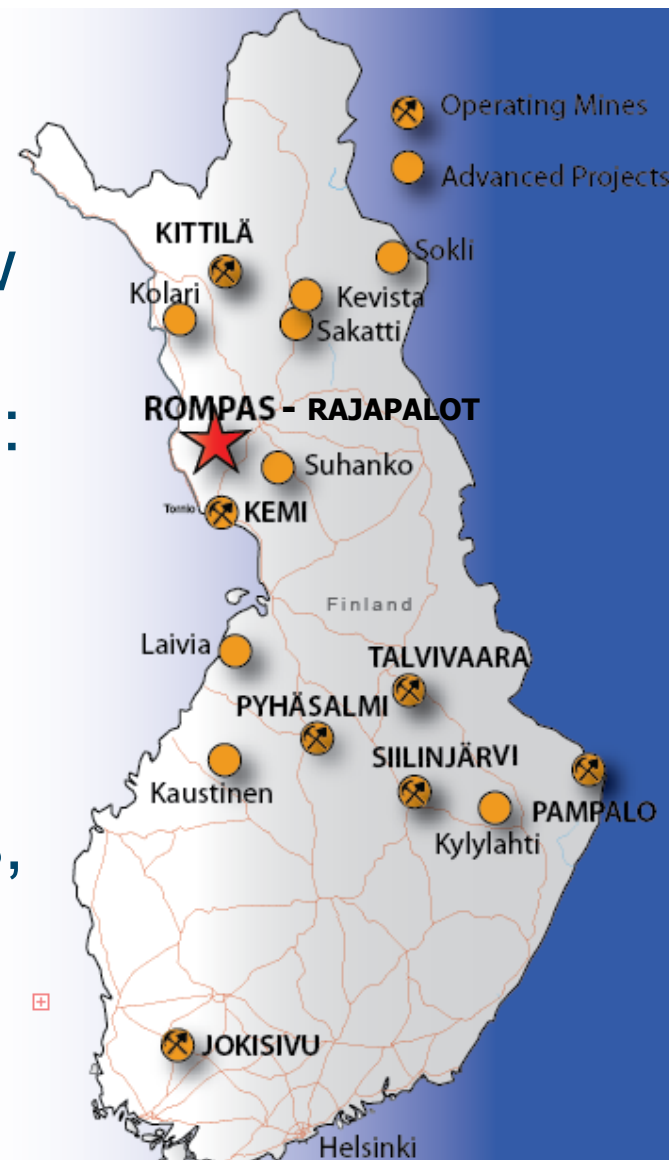 Operating Mines
Advanced Projects
KITTILÄ
Sokli
Kolari
Kevista
Sakatti
:
ROMPAS - RAJAPALOT
Suhanko
Tornio
KEMI
Finland
Laivia
TALVIVAARA
PYHÄSALMI
SIILINJÄRVI
Kaustinen
PAMPALO
Kylylahti
,
JOKISIVU
Helsinki